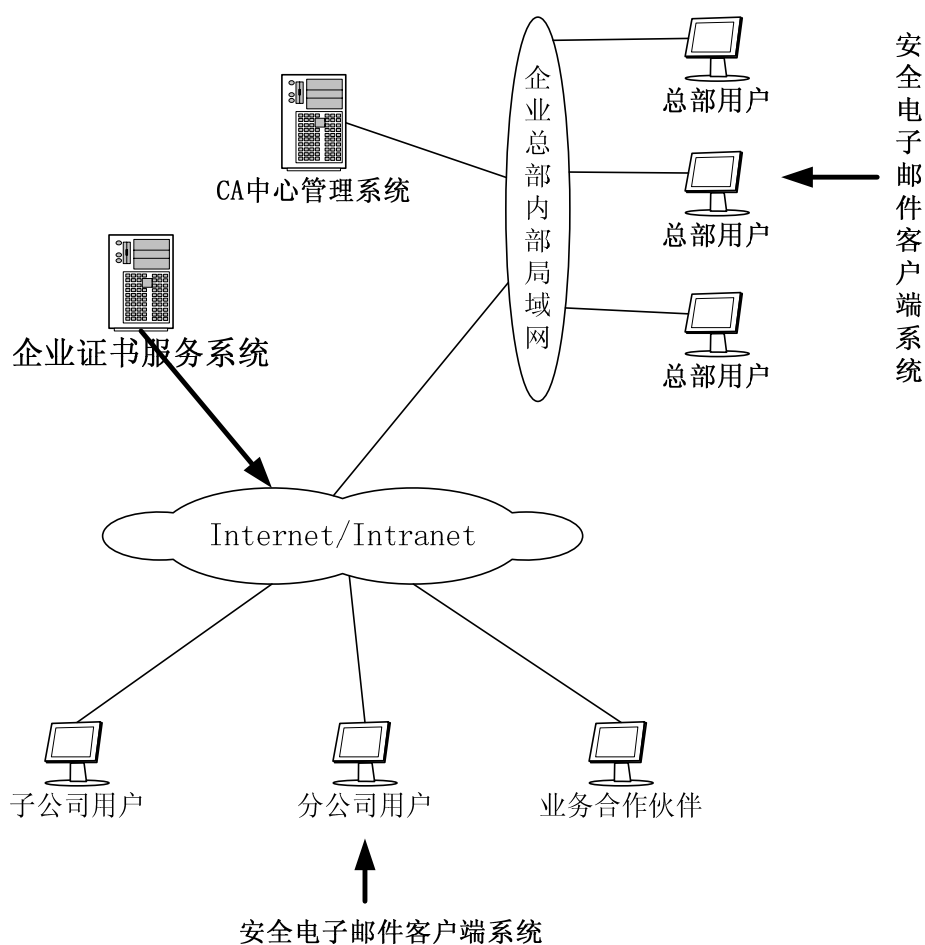 总部用户
CA中心管理系统
企业总部内部局域网
总部用户
安全电子邮件客户端系统
企业证书服务系统
总部用户
Internet/Intranet
子公司用户
分公司用户
业务合作伙伴
安全电子邮件客户端系统